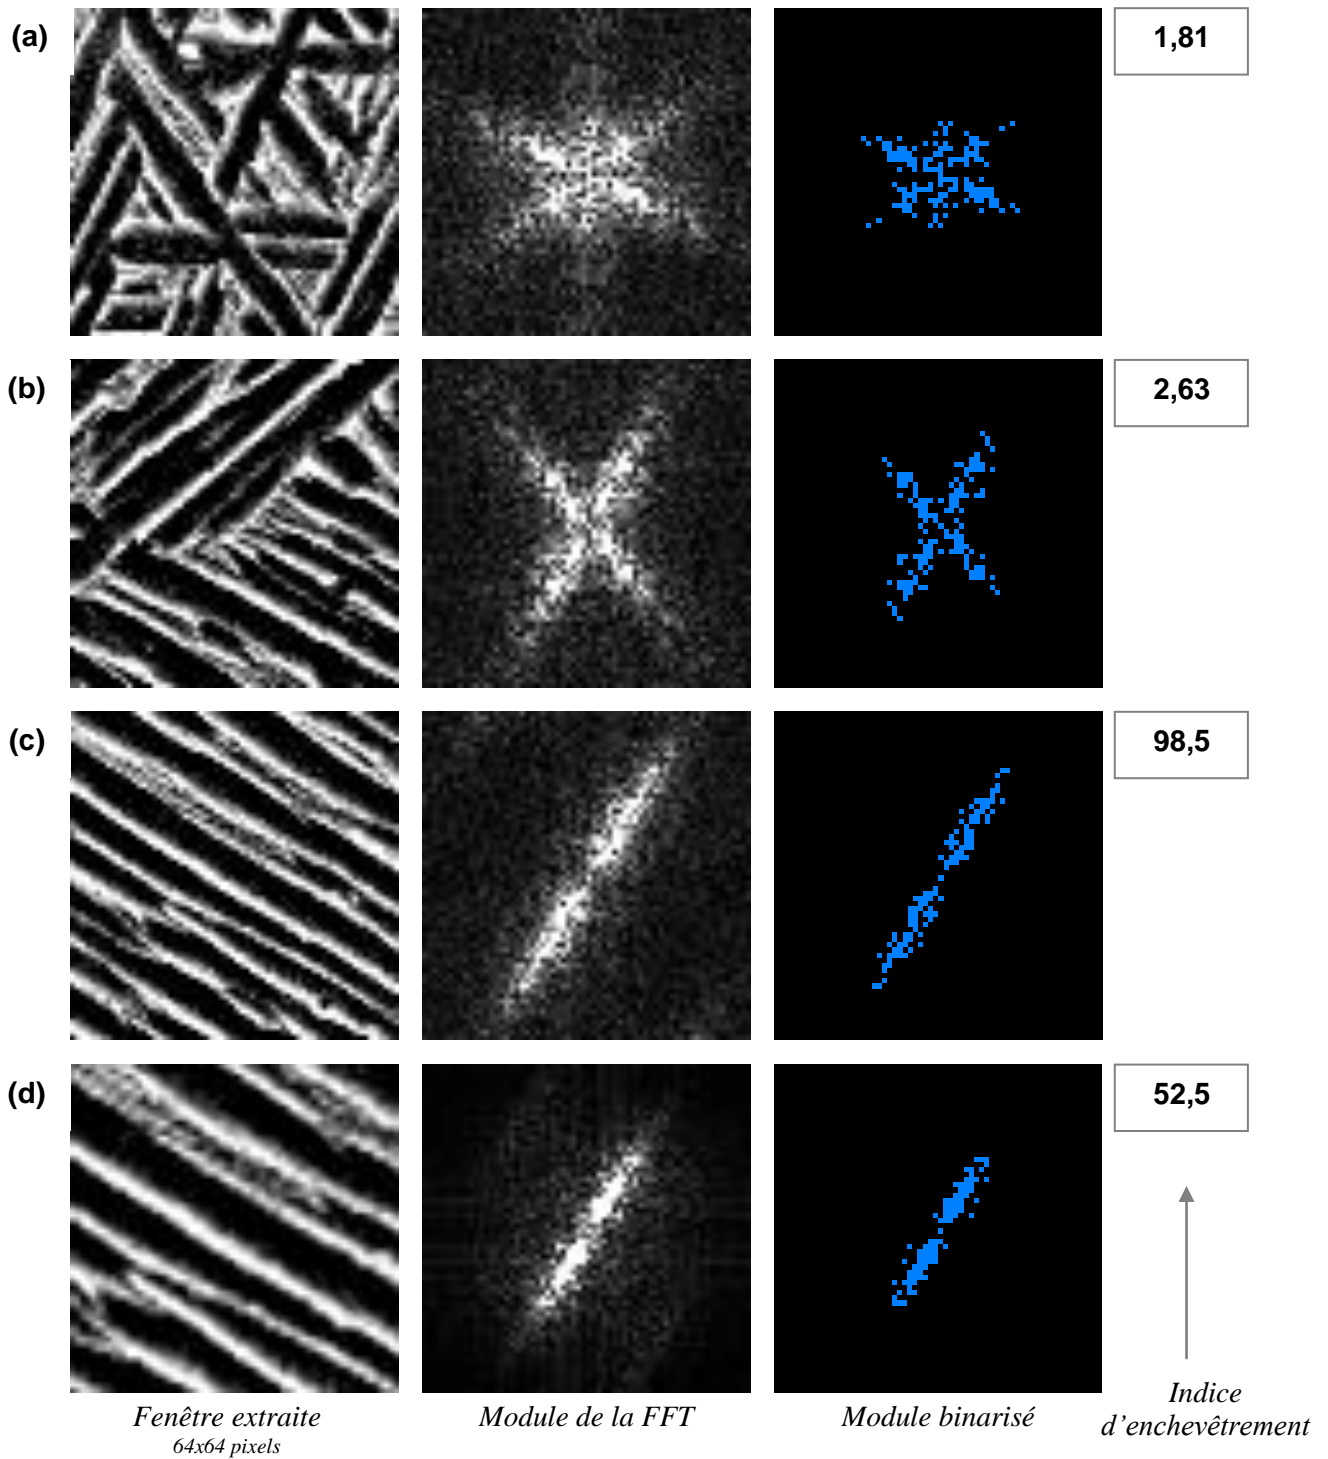 (a)
1,81
(b)
2,63
(c)
98,5
(d)
52,5
Fenêtre extraite
64x64 pixels
Module de la FFT
Module binarisé
Indice
d'enchevêtrement